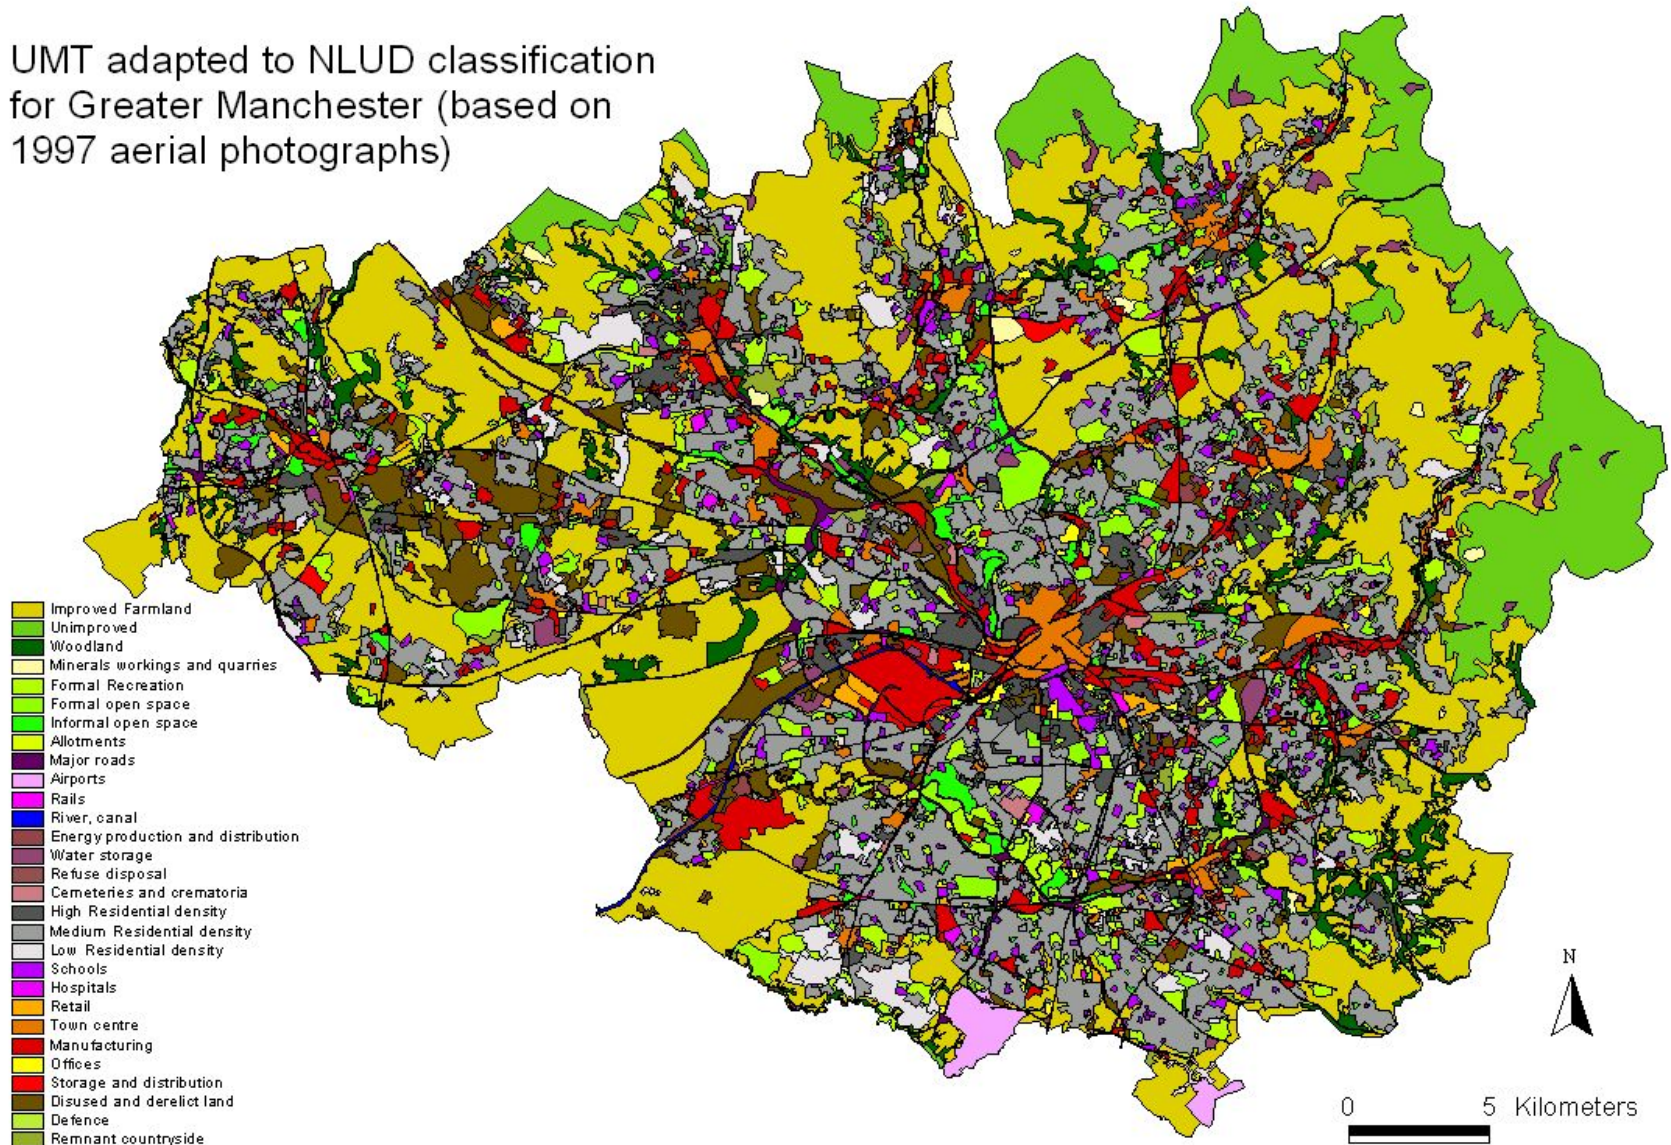 UMT adapted to NLUD classification
for Greater Manchester (based on
1997 aerial photographs)
Improved Farmland
Unimproved
Woodland
Minerals workings and quarries
Formal Recreation
Formal open space
Informal open space
Allotments
Major roads
Airports
Rails
River, canal
Energy production and distribution
Water storage
Refuse disposal
Cemeteries and crematoria
High Residential density
Medium Residential density
Low Residential density
Schools
Hospitals
Retail
Town centre
Manufacturing
Offices
Storage and distribution
Disused and derelict land
Defence
Remnant countryside
N
0 5 Kilometers